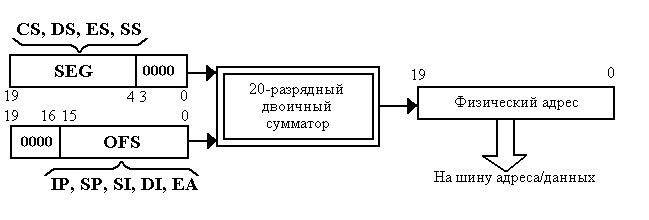 CS, DS, ES, SS
SEG 0000
19 4 3 0
19 16 15 0
0000 OFS
IP, SP, SI, DI, EA
20-разрядный
двоичный
сумматор
19 0
Физический адрес
На шину адреса/данных